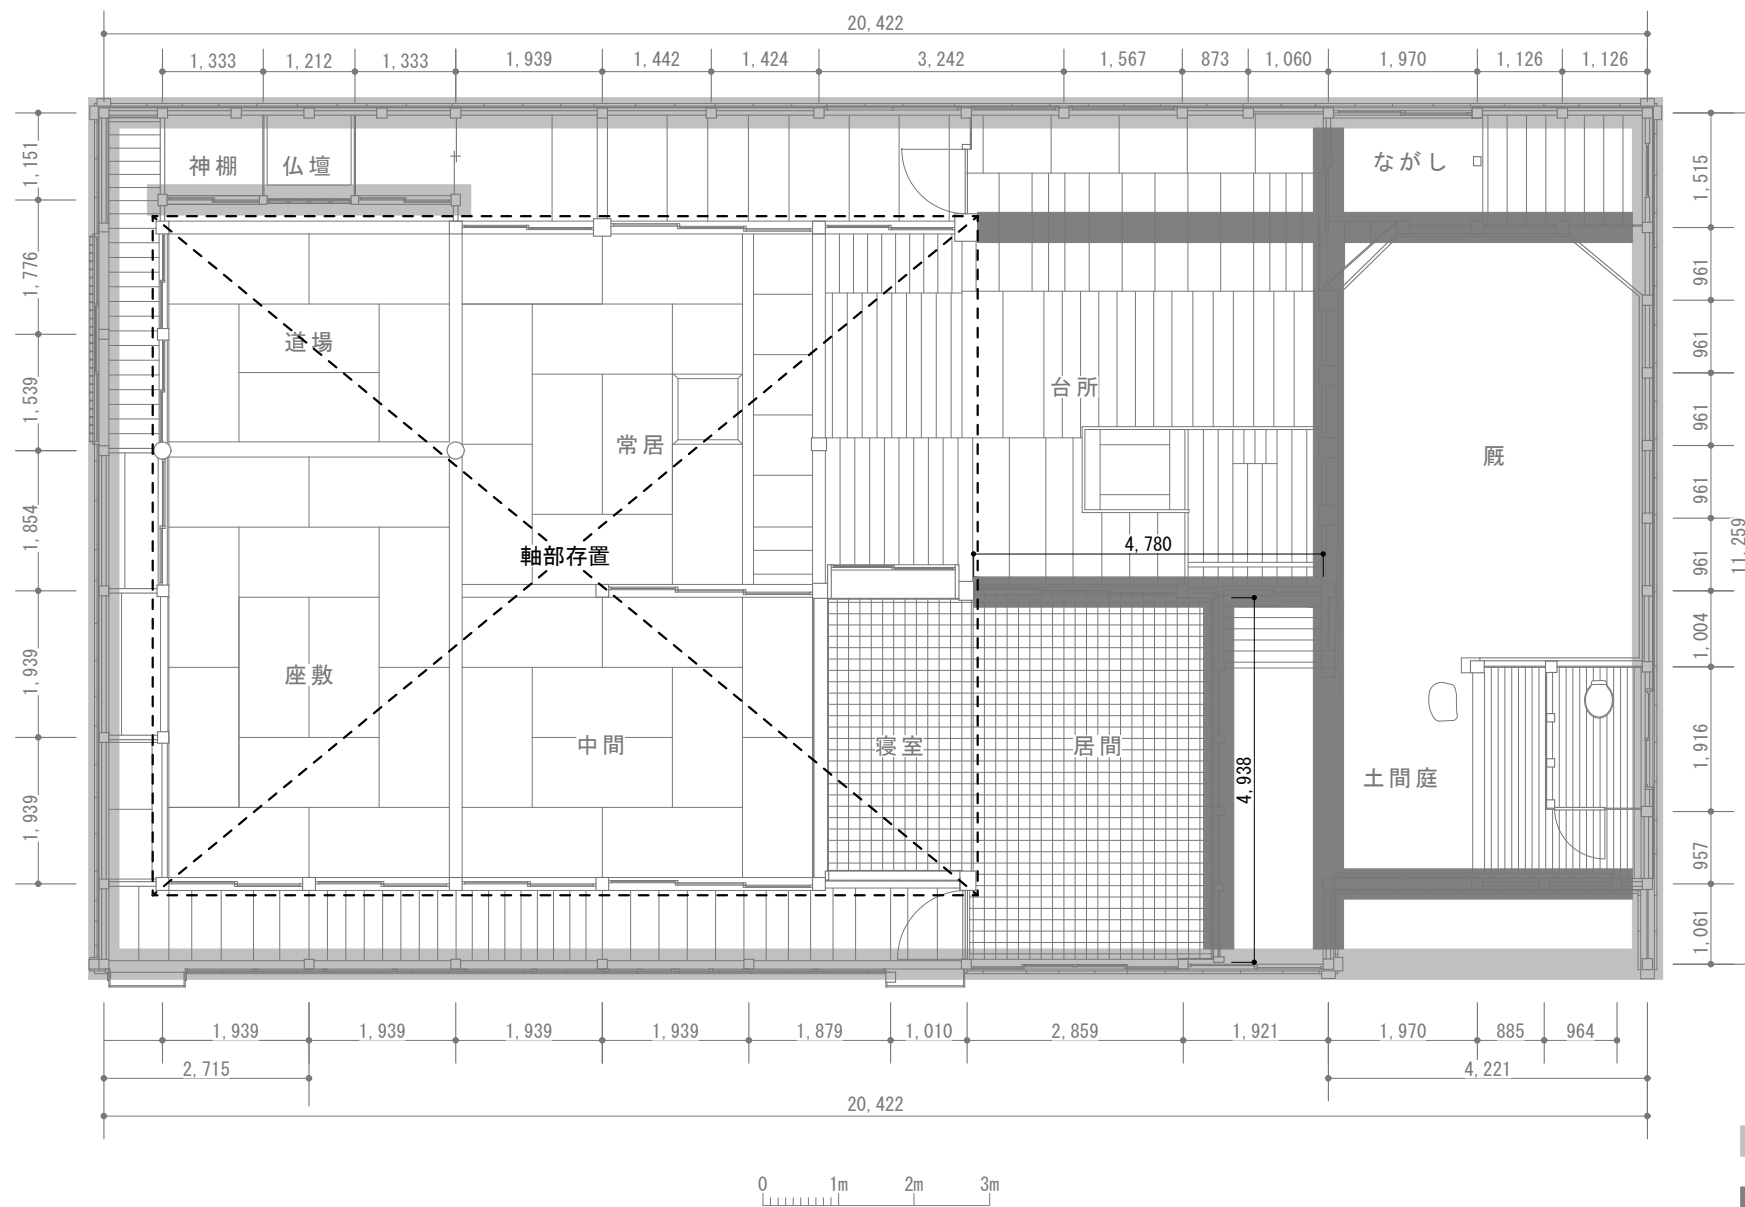 20,422
1,333 1,212 1,333 1,939 1,442 1,424 3,242 1,567 873 1,060 1,970 1,126 1,126
1,151
1,776
1,539
1,854
1,939
1,939
神棚 仏壇 ながし
道場
台所
常居
厩
軸部存置
4,780
座敷
中間
寝室
居間
4,938
土間庭
1,515
961
961
961
961
961
1,004
1,916
957
1,061
11,259
1,939 1,939 1,939 1,939 1,879 1,010 2,859 1,921 1,970 885 964
2,715 4,221
20,422
0 1m 2m 3m